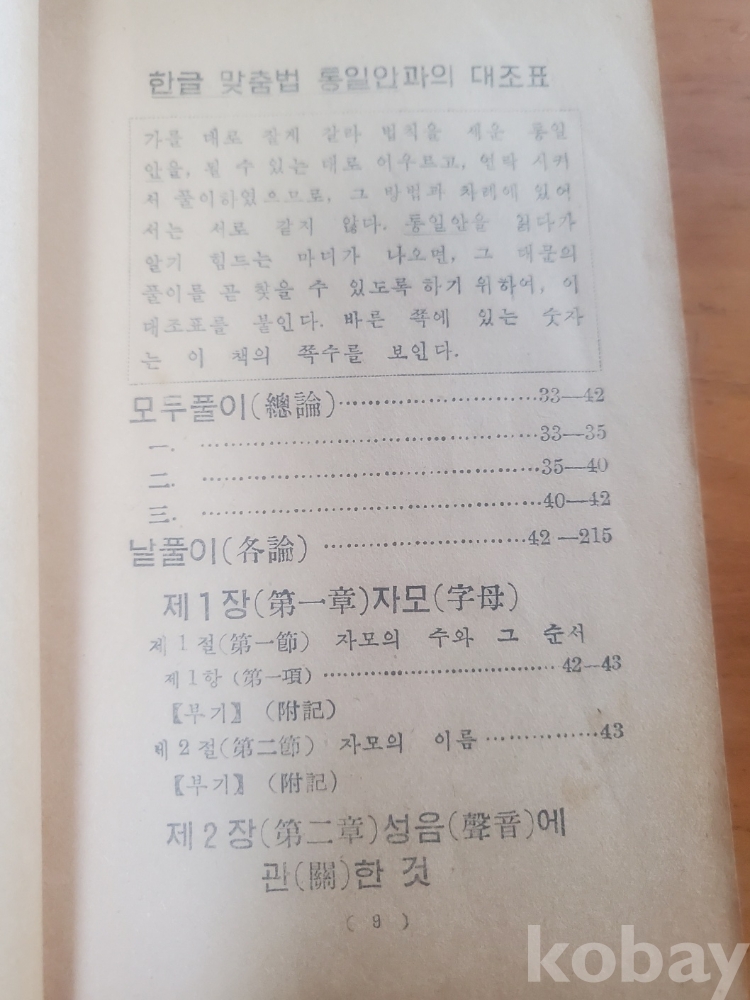 한글 맞춤법 통일안과의 대조표
가를 대로 잘게 갈라 법칙을 세운 통일
안을, 될 수 있는 대로 어우르고, 연락 시켜
서 풀이하였으므로, 그 방법과 차례에 있어
서는 서로 같지 않다. 통일안을 읽다가
알기 힘드는 마디가 나오면, 그 대문의
풀이를 곧 찾을 수 있도록 하기 위하여, 이
대조표를 붙인다. 바른 쪽에 있는 숫자
는 이 책의 쪽수를 보인다.
모두풀이(總論)……………………33—42
一. ………………………………33—35
二. ………………………………35—40
三. ………………………………40—42
낱풀이(各論) ……………………42—215
제1장(第一章)자모(字母)
제1절(第一節) 자모의 수와 그 순서
제1항(第一項)……………………42—43
【부기】(附記)
제2절(第二節) 자모의 이름……………43
【부기】(附記)
제2장(第二章)성음(聲音)에
관(關)한 것
( 9 )
kobay